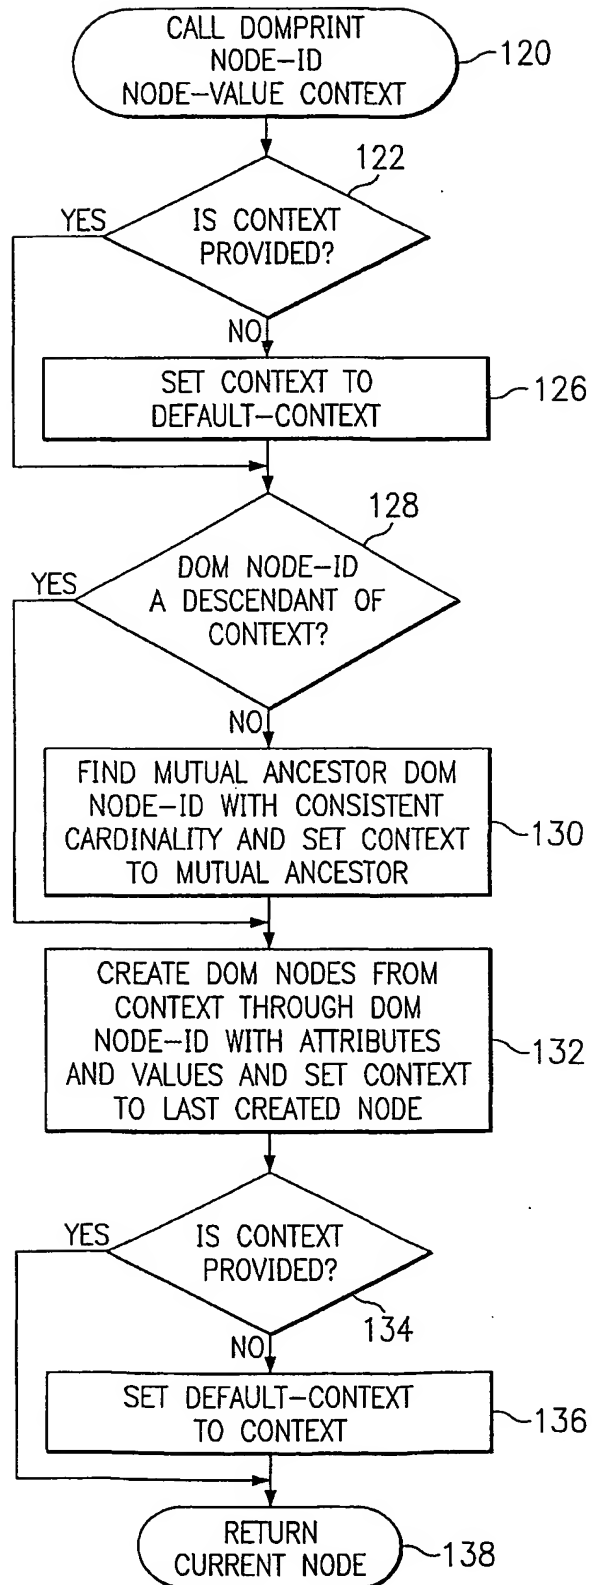 CALL DOMPRINT
NODE-ID
NODE-VALUE CONTEXT
120
122
YES
IS CONTEXT
PROVIDED?
NO
SET CONTEXT TO
DEFAULT-CONTEXT
126
128
YES
DOM NODE-ID
A DESCENDANT OF
CONTEXT?
NO
FIND MUTUAL ANCESTOR DOM
NODE-ID WITH CONSISTENT
CARDINALITY AND SET CONTEXT
TO MUTUAL ANCESTOR
130
CREATE DOM NODES FROM
CONTEXT THROUGH DOM
NODE-ID WITH ATTRIBUTES
AND VALUES AND SET CONTEXT
TO LAST CREATED NODE
132
YES
IS CONTEXT
PROVIDED?
134
NO
SET DEFAULT-CONTEXT
TO CONTEXT
136
RETURN
CURRENT NODE
138